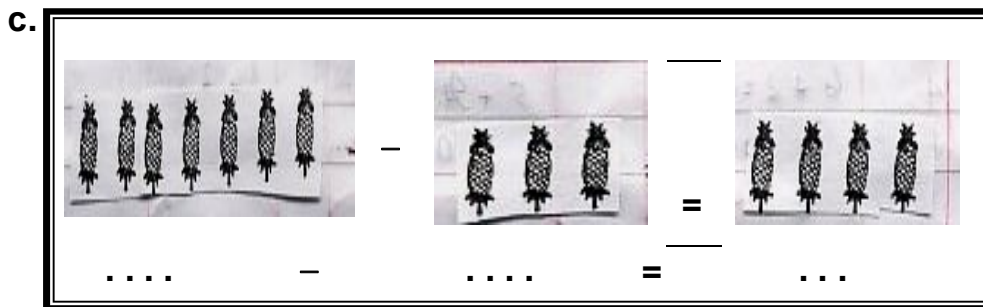 c.
– =
. . . . – . . . . = . . .